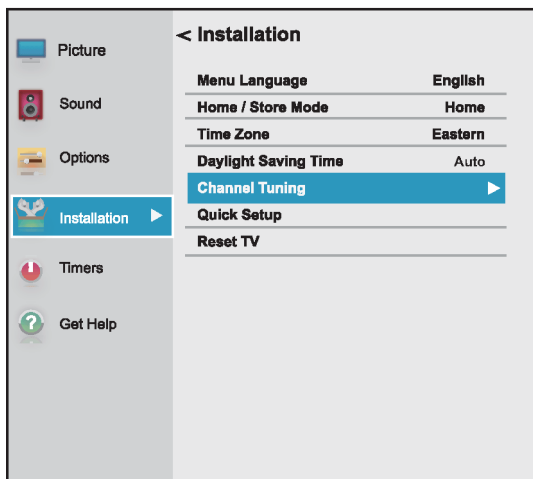 Picture
Sound
Options
Installation
Timers
Get Help
< Installation
Menu Language English
Home / Store Mode Home
Time Zone Eastern
Daylight Saving Time Auto
Channel Tuning
Quick Setup
Reset TV